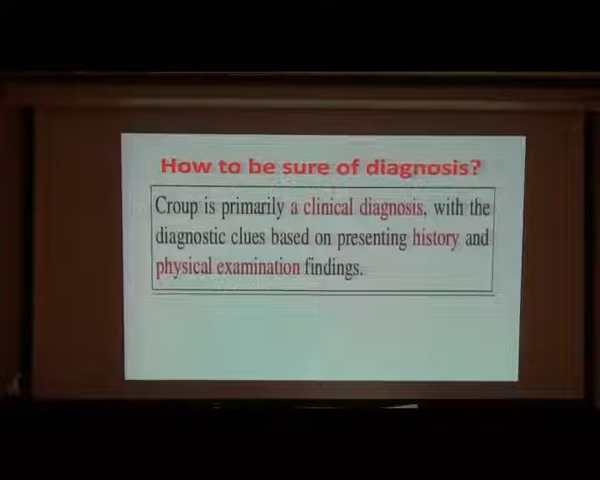 How to be sure of diagnosis?
Croup is primarily a clinical diagnosis, with the
diagnostic clues based on presenting history and
physical examination findings.